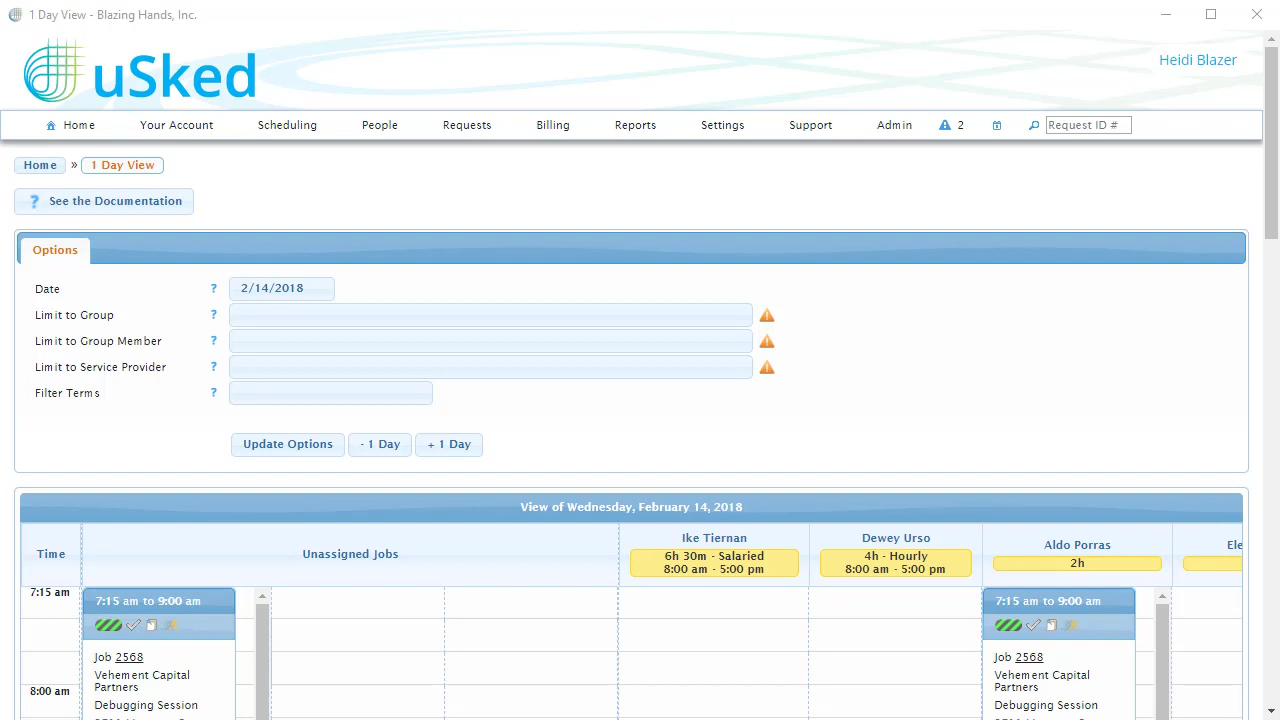 1 Day View - Blazing Hands, Inc.
uSked
Heidi Blazer
Home Your Account Scheduling People Requests Billing Reports Settings Support Admin 2 Request ID #
Home » 1 Day View
? See the Documentation
Options
Date ? 2/14/2018
Limit to Group ?
Limit to Group Member ?
Limit to Service Provider ?
Filter Terms ?
Update Options - 1 Day + 1 Day
View of Wednesday, February 14, 2018
Time Unassigned Jobs Ike Tiernan Dewey Urso Aldo Porras Ele
6h 30m - Salaried 4h - Hourly 2h
8:00 am - 5:00 pm 8:00 am - 5:00 pm
7:15 am 7:15 am to 9:00 am 7:15 am to 9:00 am
Job 2568 Job 2568
Vehement Capital Vehement Capital
Partners Partners
8:00 am
Debugging Session Debugging Session